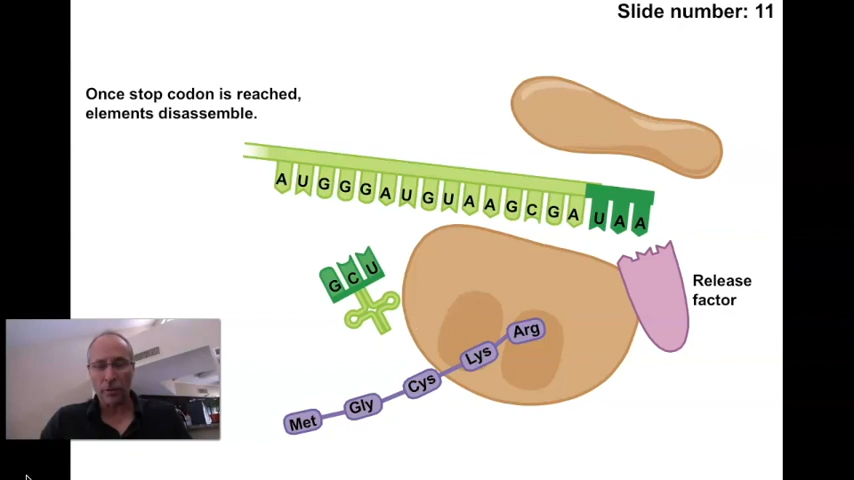 Slide number: 11
Once stop codon is reached,
elements disassemble.
A U G G G A U G U A A G C G A U A A
G C U
Release
factor
Arg
Lys
Cys
Gly
Met